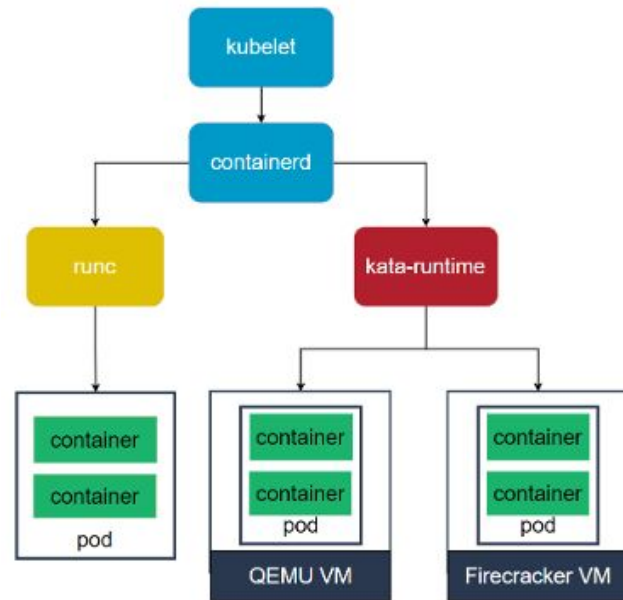 kubelet
containerd
runc
kata-runtime
container
container
pod
container
container
pod
QEMU VM
container
container
pod
Firecracker VM